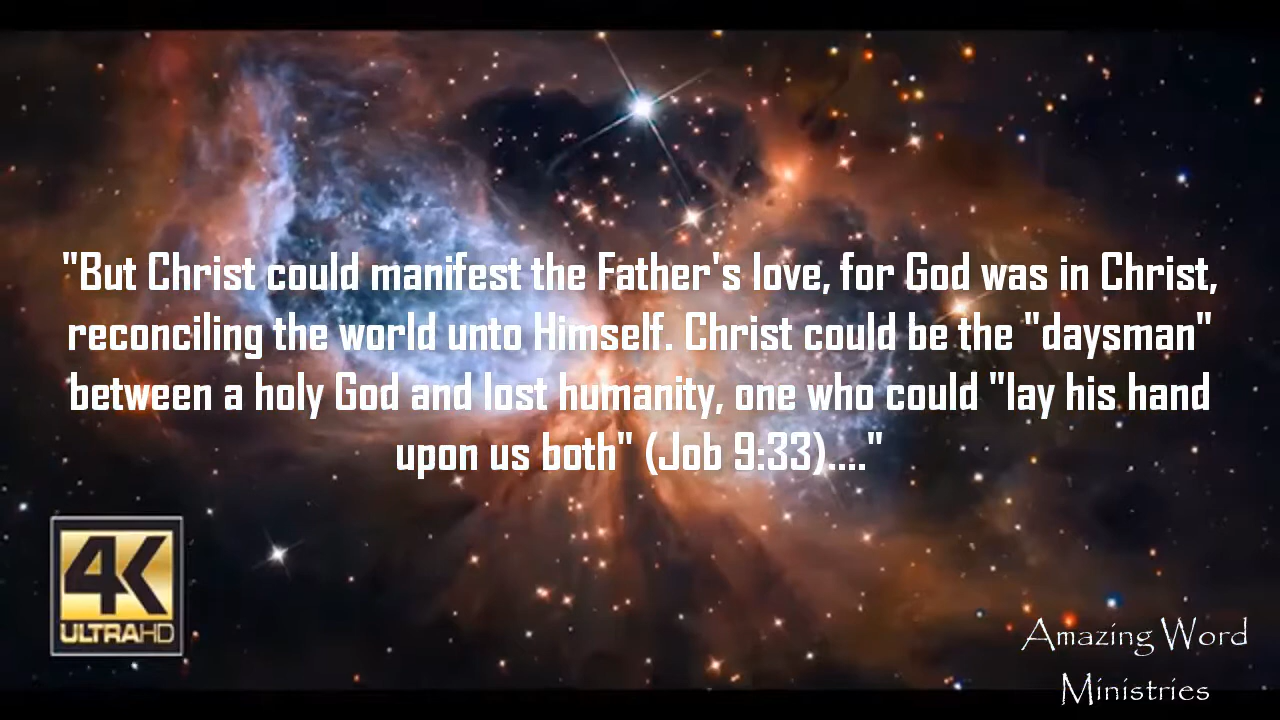 "But Christ could manifest the Father's love, for God was in Christ,
reconciling the world unto Himself. Christ could be the "daysman"
between a holy God and lost humanity, one who could "lay his hand
upon us both" (Job 9:33)...."
4K
ULTRAHD
Amazing Word
Ministries